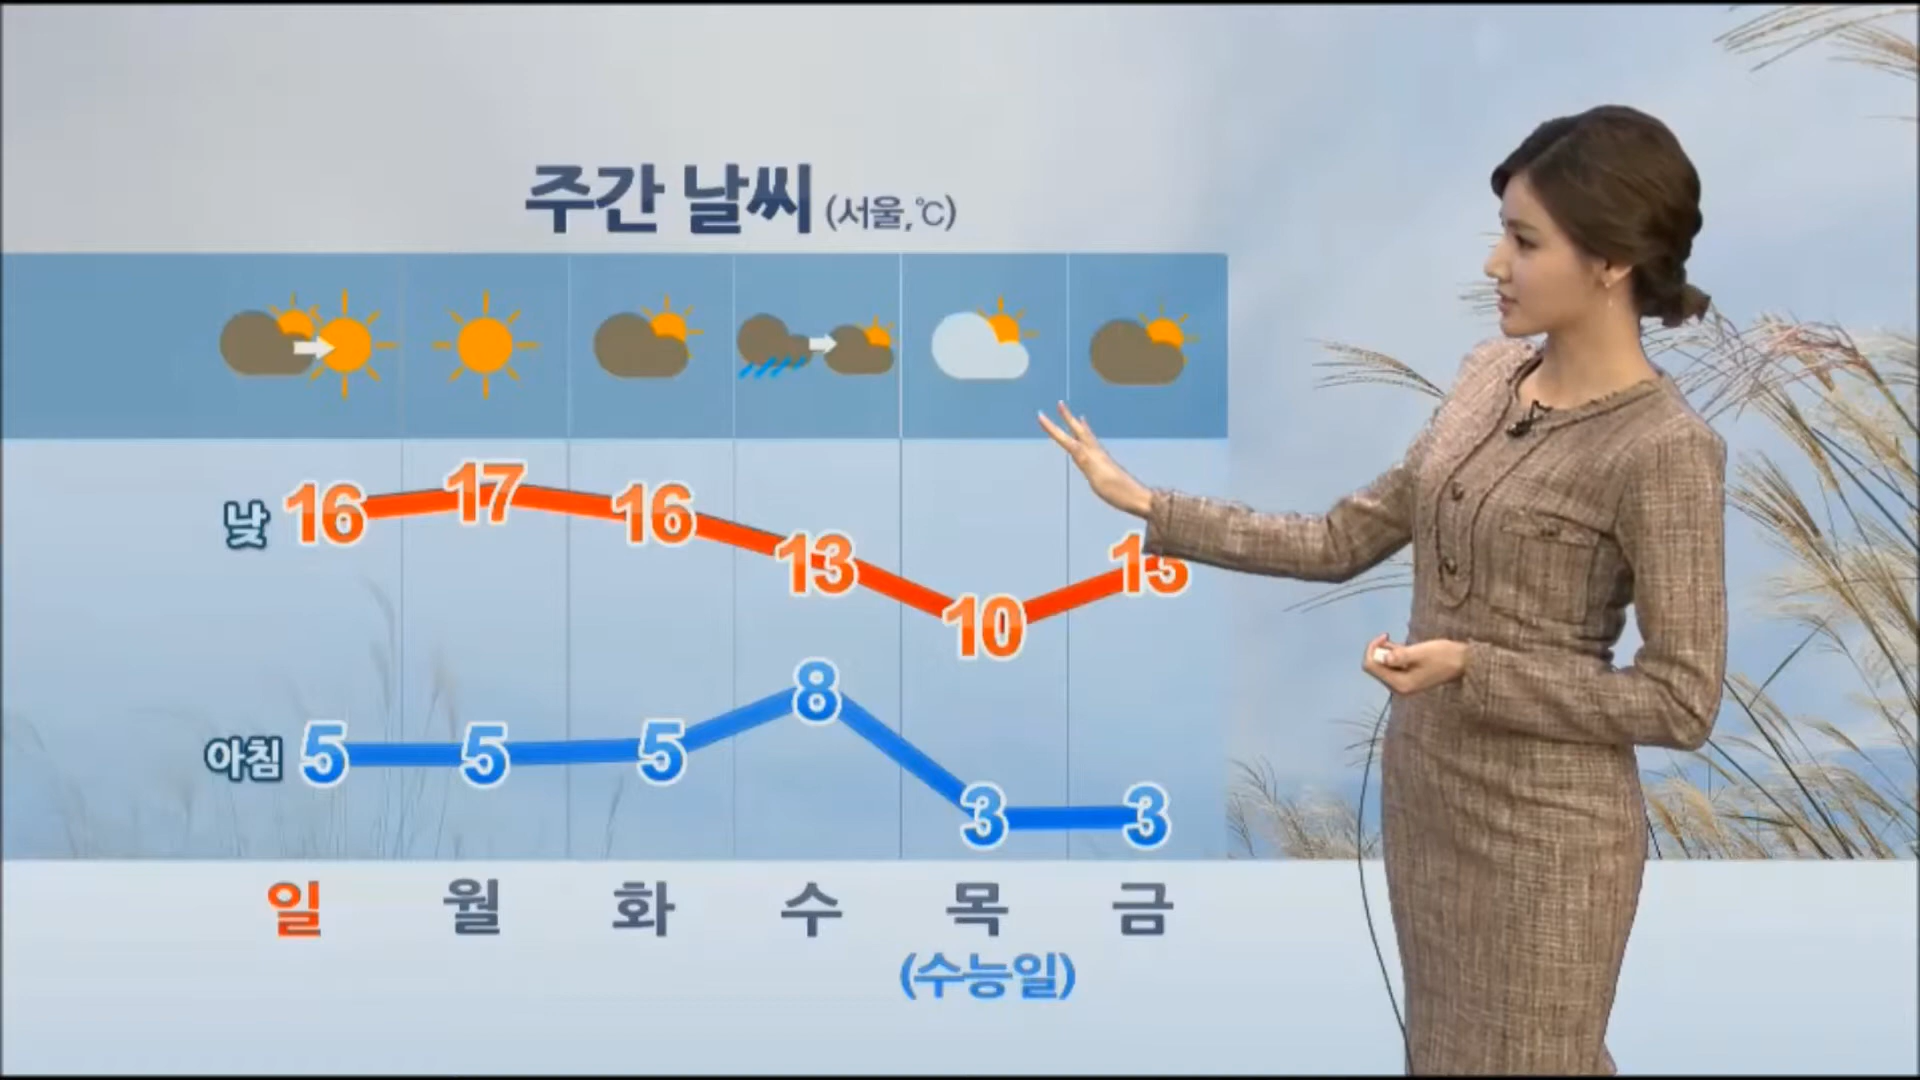 주간 날씨 (서울,℃)
낮 16 17 16 13 10
아침 5 5 5 8 3 3
일 월 화 수 목 금
(수능일)